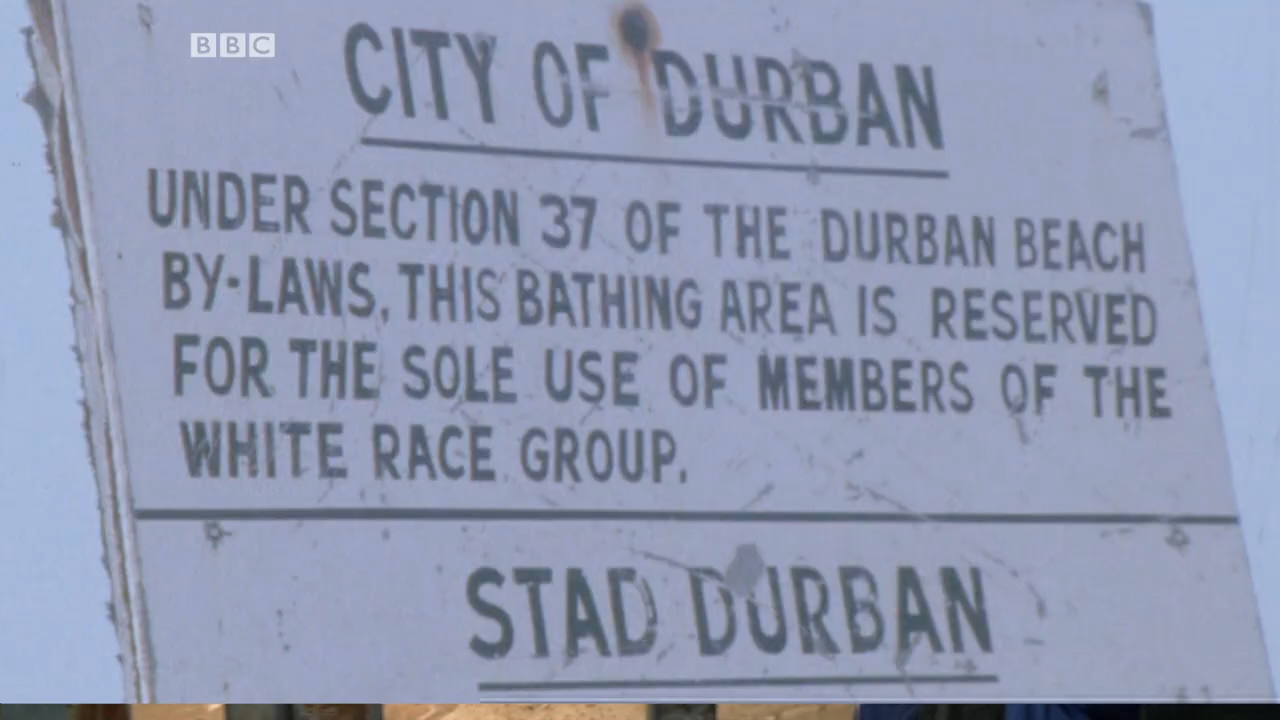 BBC
CITY OF DURBAN
UNDER SECTION 37 OF THE DURBAN BEACH
BY-LAWS, THIS BATHING AREA IS RESERVED
FOR THE SOLE USE OF MEMBERS OF THE
WHITE RACE GROUP.
STAD DURBAN